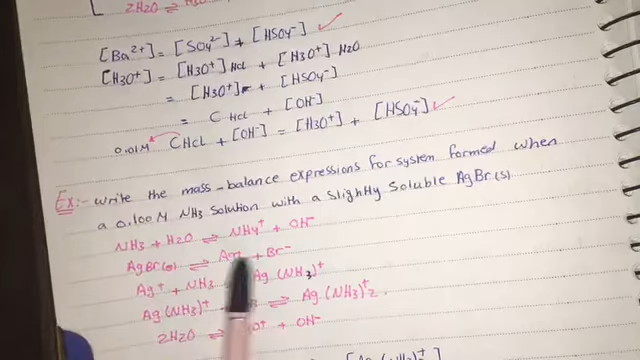 2H2O ⇌ H3O
[Ba2+] = [SO4²⁻] + [HSO4⁻] ✓
[H3O+] = [H3O+]HCl + [H3O+]H2O
= [H3O+] + [HSO4⁻]
= CHCl + [OH⁻]
0.01M CHCl + [OH⁻] = [H3O+] + [HSO4⁻] ✓
Ex:- write the mass-balance expressions for system formed when
a 0.100 M NH3 solution with a slightly soluble AgBr(s)
NH3 + H2O ⇌ NH4+ + OH⁻
AgBr(s) ⇌ Ag+ + Br⁻
Ag+ + NH3 Ag(NH3)+
Ag(NH3)+ ⇌ Ag(NH3)+2.
2H2O ⇌ + OH⁻